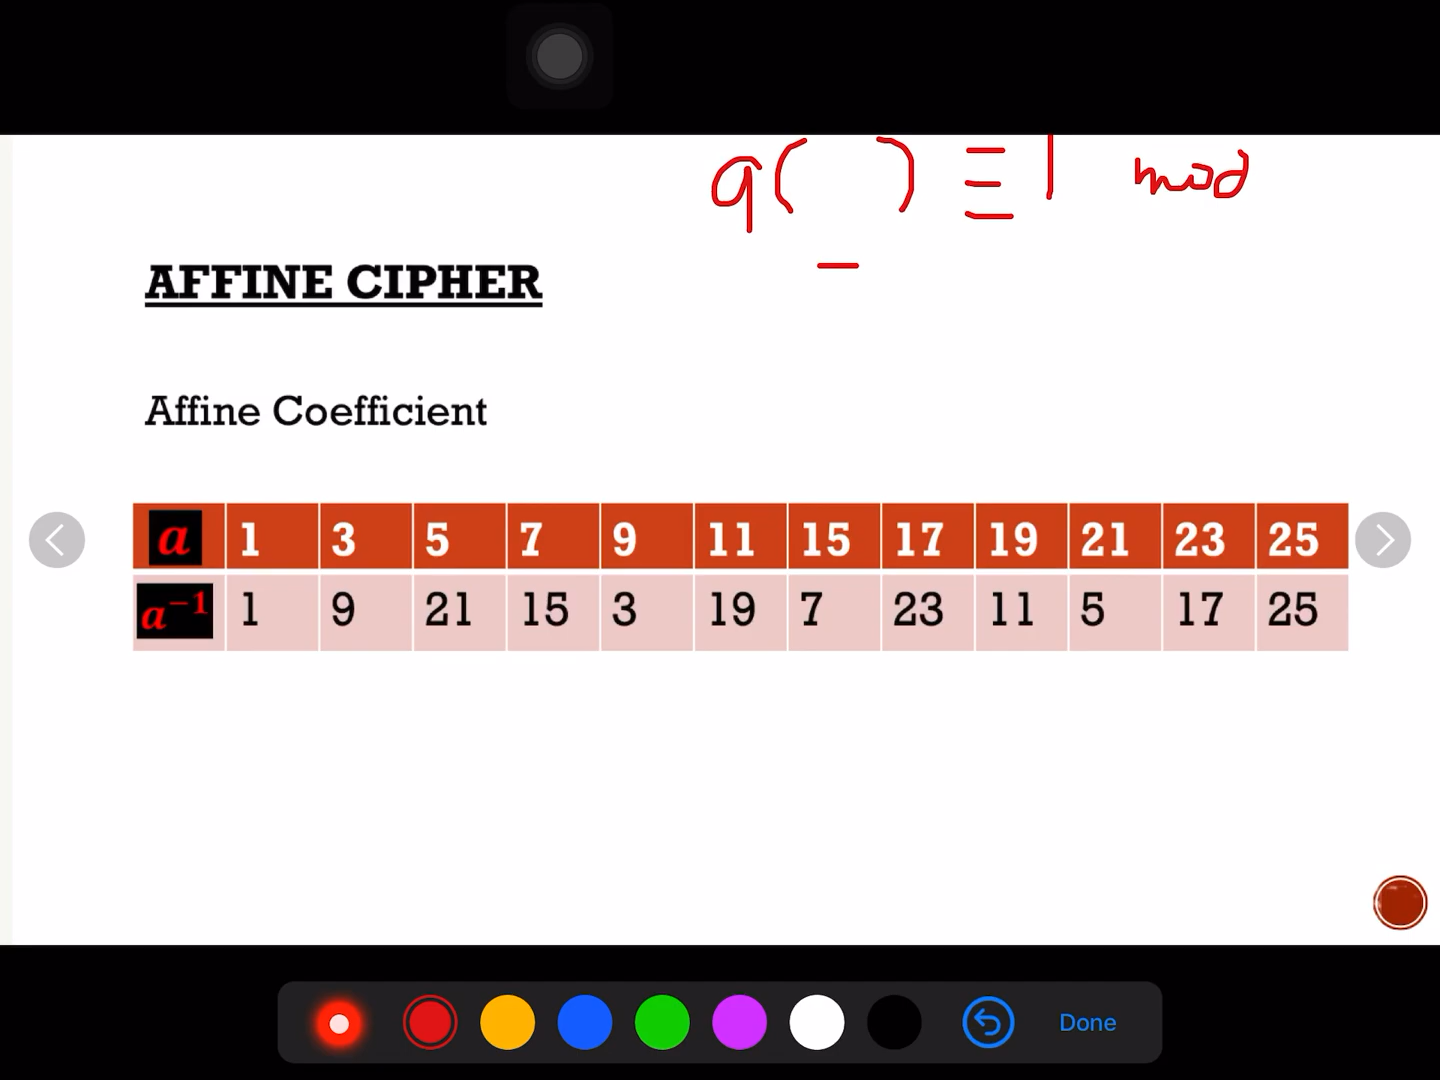 9( ) ≡ 1 mod
AFFINE CIPHER
Affine Coefficient
a 1 3 5 7 9 11 15 17 19 21 23 25
a⁻¹ 1 9 21 15 3 19 7 23 11 5 17 25
Done